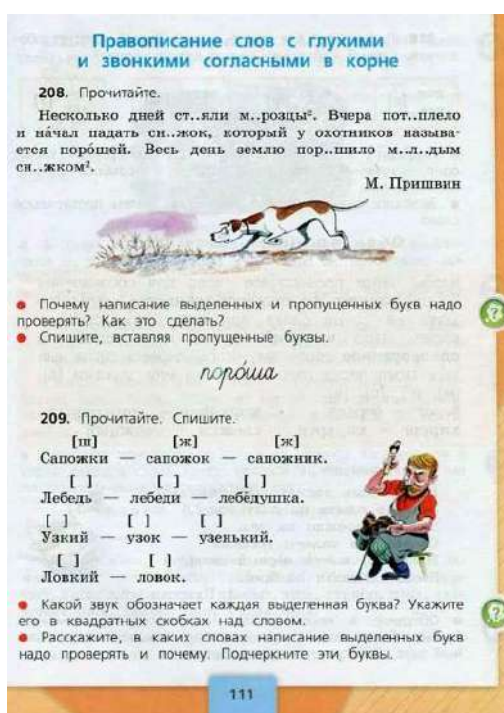 Правописание слов с глухими
и звонкими согласными в корне
208. Прочитайте.
Несколько дней ст..яли м..розцы². Вчера пот..плело
и начал падать сн..жок, который у охотников называ-
ется поро́шей. Весь день землю пор..шило м..л..дым
сн..жком².
М. Пришвин
● Почему написание выделенных и пропущенных букв надо
проверять? Как это сделать?
● Спишите, вставляя пропущенные буквы.
поро́ша
209. Прочитайте. Спишите.
[ш] [ж] [ж]
Сапожки — сапожок — сапожник.
[ ] [ ] [ ]
Лебедь — лебеди — лебёдушка.
[ ] [ ] [ ]
Узкий — узок — узенький.
[ ] [ ]
Ловкий — ловок.
● Какой звук обозначает каждая выделенная буква? Укажите
его в квадратных скобках над словом.
● Расскажите, в каких словах написание выделенных букв
надо проверять и почему. Подчеркните эти буквы.
111